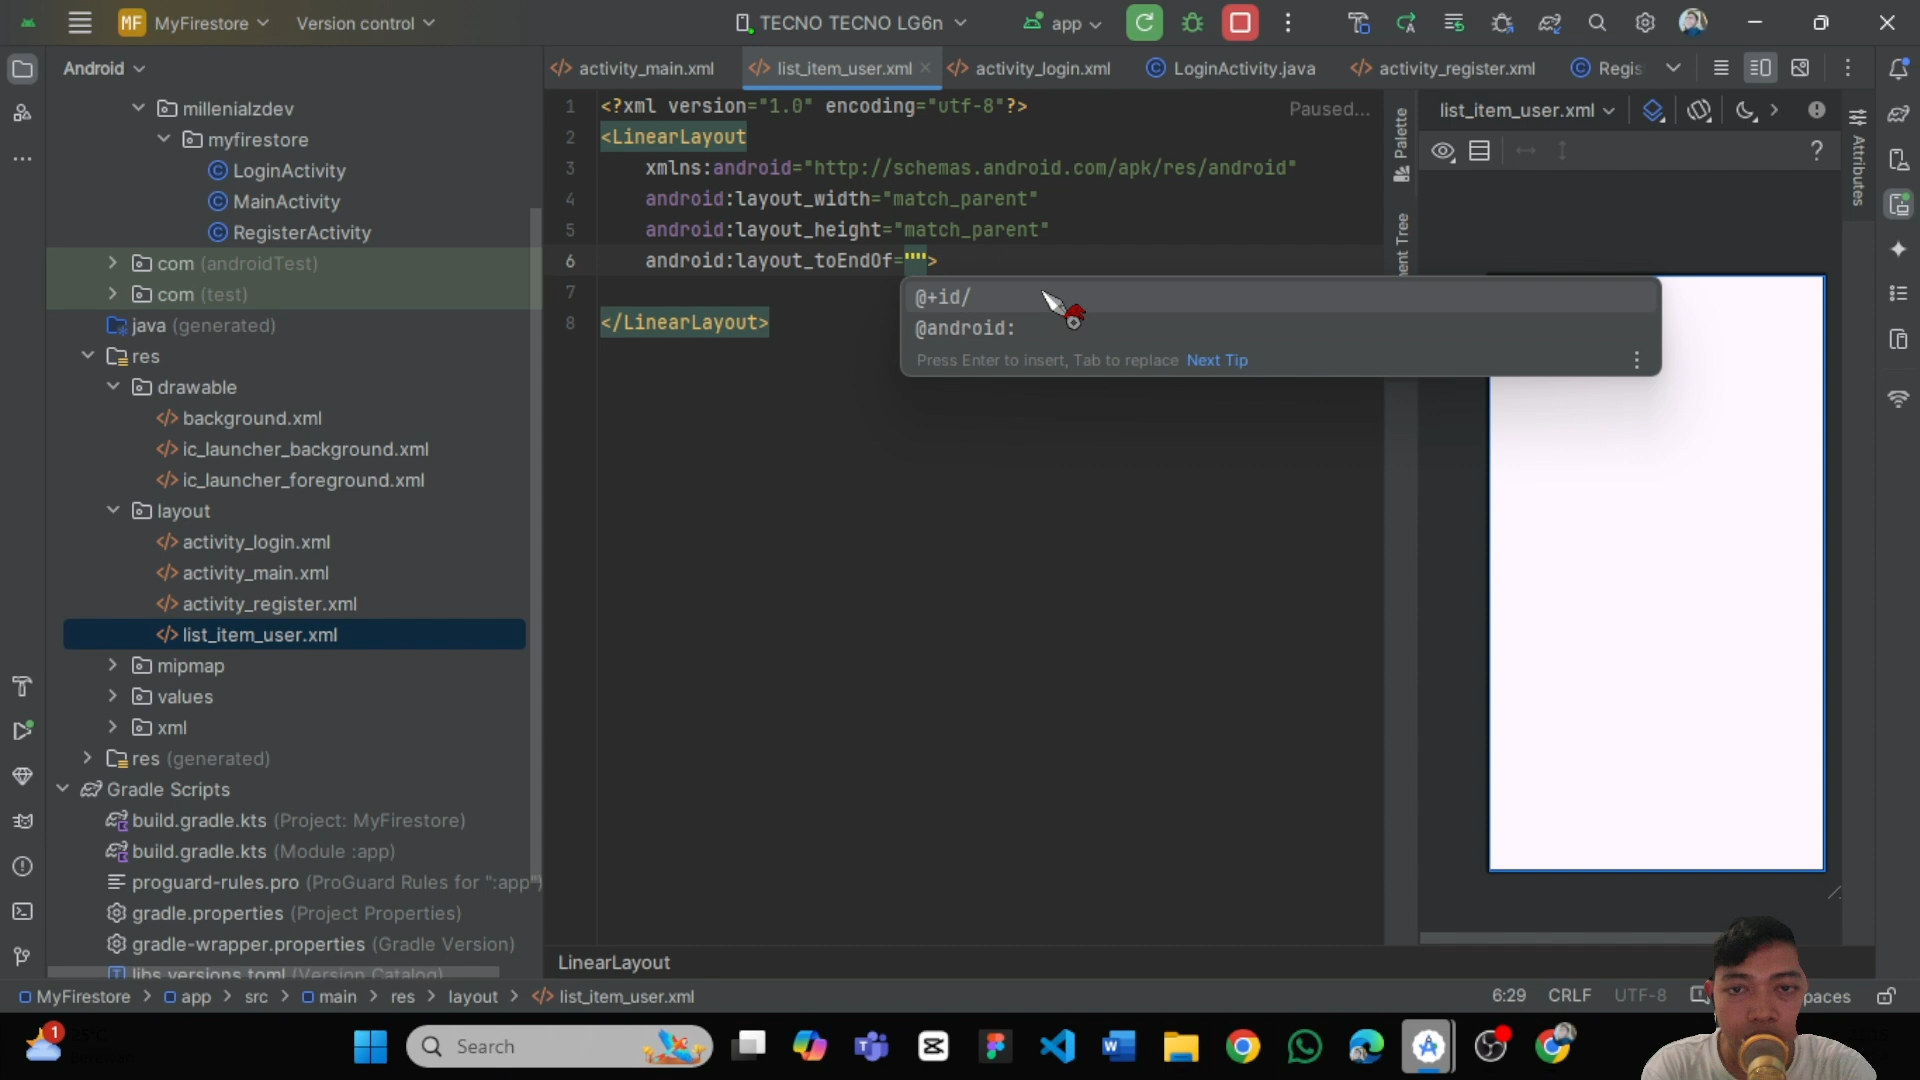 MF MyFirestore Version control TECNO TECNO LG6n app
Android
activity_main.xml list_item_user.xml activity_login.xml LoginActivity.java activity_register.xml Regis
millenialzdev
myfirestore
LoginActivity
MainActivity
RegisterActivity
com (androidTest)
com (test)
java (generated)
res
drawable
background.xml
ic_launcher_background.xml
ic_launcher_foreground.xml
layout
activity_login.xml
activity_main.xml
activity_register.xml
list_item_user.xml
mipmap
values
xml
res (generated)
Gradle Scripts
build.gradle.kts (Project: MyFirestore)
build.gradle.kts (Module :app)
proguard-rules.pro (ProGuard Rules for ":app")
gradle.properties (Project Properties)
gradle-wrapper.properties (Gradle Version)
libs.versions.toml (Version Catalog)
1 <?xml version="1.0" encoding="utf-8"?>
2 <LinearLayout
3 xmlns:android="http://schemas.android.com/apk/res/android"
4 android:layout_width="match_parent"
5 android:layout_height="match_parent"
6 android:layout_toEndOf="">
7
8 </LinearLayout>
Paused...
@+id/
@android:
Press Enter to insert, Tab to replace Next Tip
Palette
nent Tree
list_item_user.xml
?
Attributes
LinearLayout
MyFirestore > app > src > main > res > layout > list_item_user.xml
6:29 CRLF UTF-8 paces
1
Search